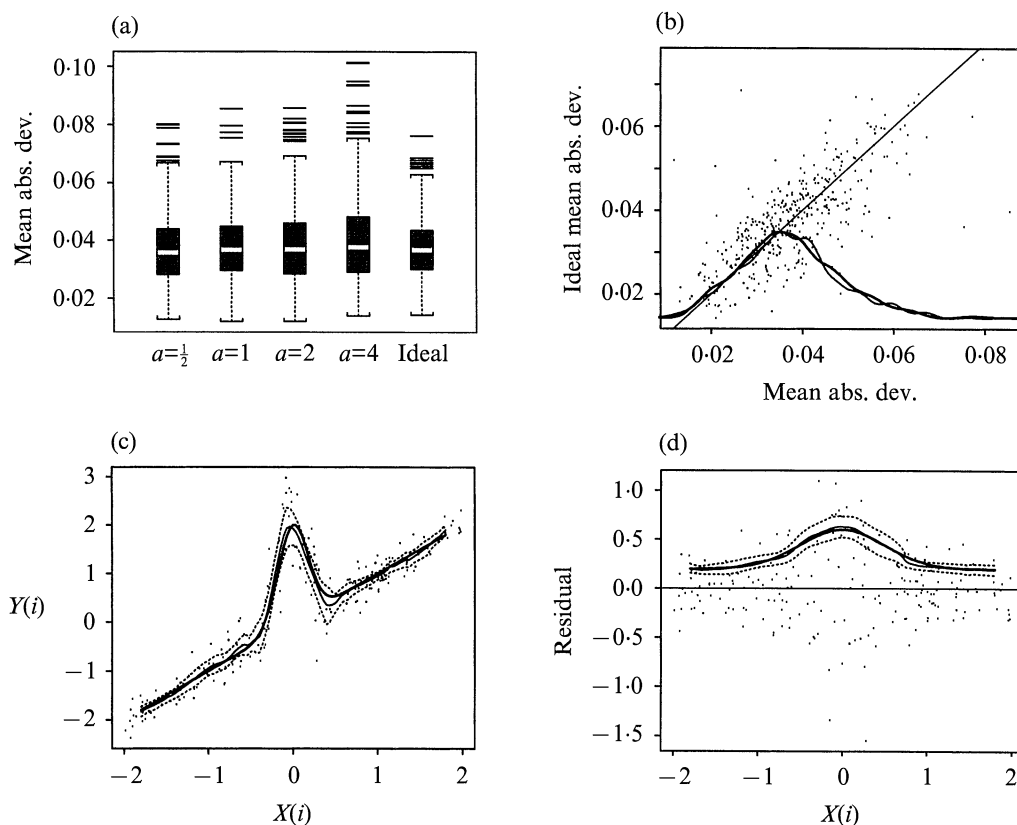 (a)
Mean abs. dev.
0·10
0·08
0·06
0·04
0·02
a=½ a=1 a=2 a=4 Ideal
(b)
Ideal mean abs. dev.
0·06
0·04
0·02
0·02 0·04 0·06 0·08
Mean abs. dev.
(c)
Y(i)
3
2
1
0
−1
−2
−2 −1 0 1 2
X(i)
(d)
Residual
1·0
0·5
0·0
−0·5
−1·0
−1·5
−2 −1 0 1 2
X(i)